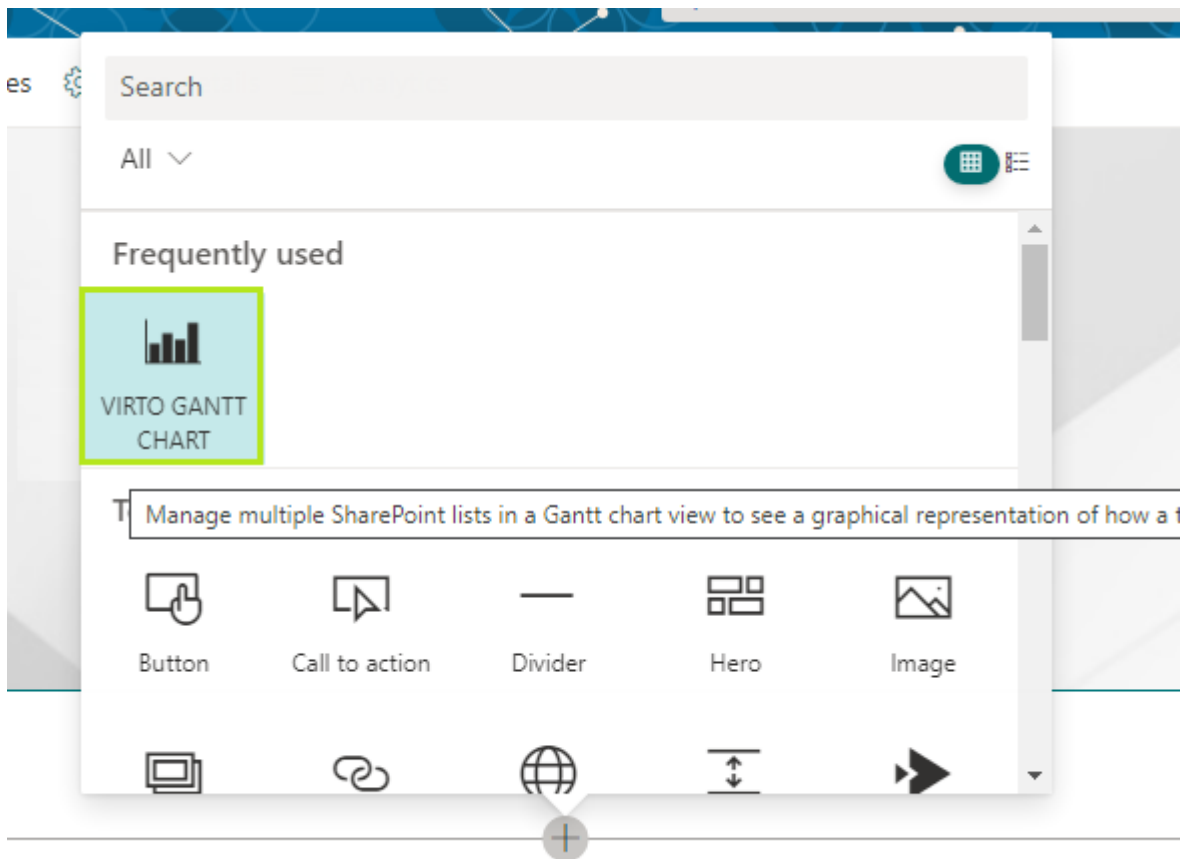 es
Search
All
Frequently used
VIRTO GANTT
CHART
Manage multiple SharePoint lists in a Gantt chart view to see a graphical representation of how a t
Button Call to action Divider Hero Image